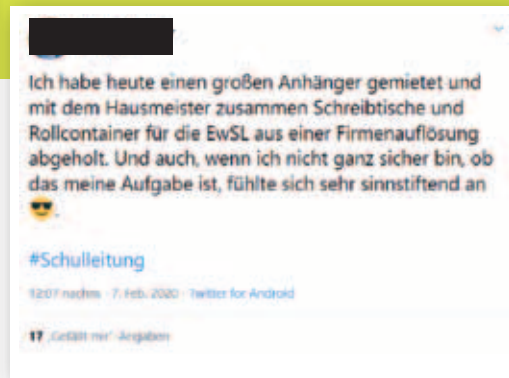 Ich habe heute einen großen Anhänger gemietet und
mit dem Hausmeister zusammen Schreibtische und
Rollcontainer für die EwSL aus einer Firmenauflösung
abgeholt. Und auch, wenn ich nicht ganz sicher bin, ob
das meine Aufgabe ist, fühlte sich sehr sinnstiftend an
😎.
#Schulleitung
12:07 nachm. · 7. Feb. 2020 · Twitter for Android
17 „Gefällt mir“-Angaben